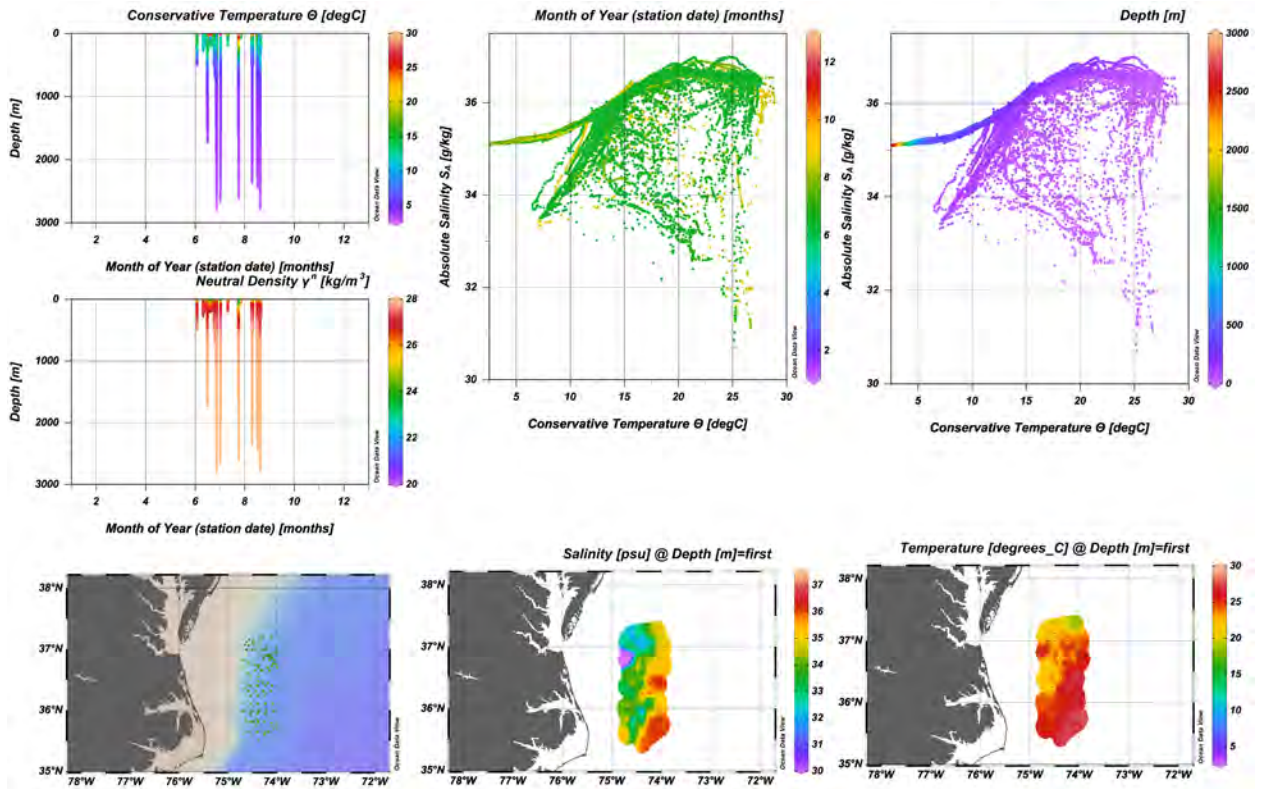 Conservative Temperature Θ [degC]
0
1000
2000
3000
Depth [m]
2 4 6 8 10 12
Month of Year (station date) [months]
30
25
20
15
10
5
Ocean Data View
Neutral Density γⁿ [kg/m³]
0
1000
2000
3000
Depth [m]
2 4 6 8 10 12
Month of Year (station date) [months]
28
26
24
22
20
Ocean Data View
Month of Year (station date) [months]
36
34
32
30
Absolute Salinity S_A [g/kg]
5 10 15 20 25 30
Conservative Temperature Θ [degC]
12
10
8
6
4
2
Ocean Data View
Depth [m]
36
34
32
30
Absolute Salinity S_A [g/kg]
5 10 15 20 25 30
Conservative Temperature Θ [degC]
3000
2500
2000
1500
1000
500
0
Ocean Data View
38°N
37°N
36°N
35°N
78°W 77°W 76°W 75°W 74°W 73°W 72°W
Ocean Data View
Salinity [psu] @ Depth [m]=first
38°N
37°N
36°N
35°N
78°W 77°W 76°W 75°W 74°W 73°W 72°W
37
36
35
34
33
32
31
30
Ocean Data View
Temperature [degrees_C] @ Depth [m]=first
38°N
37°N
36°N
35°N
78°W 77°W 76°W 75°W 74°W 73°W 72°W
30
25
20
15
10
5
Ocean Data View